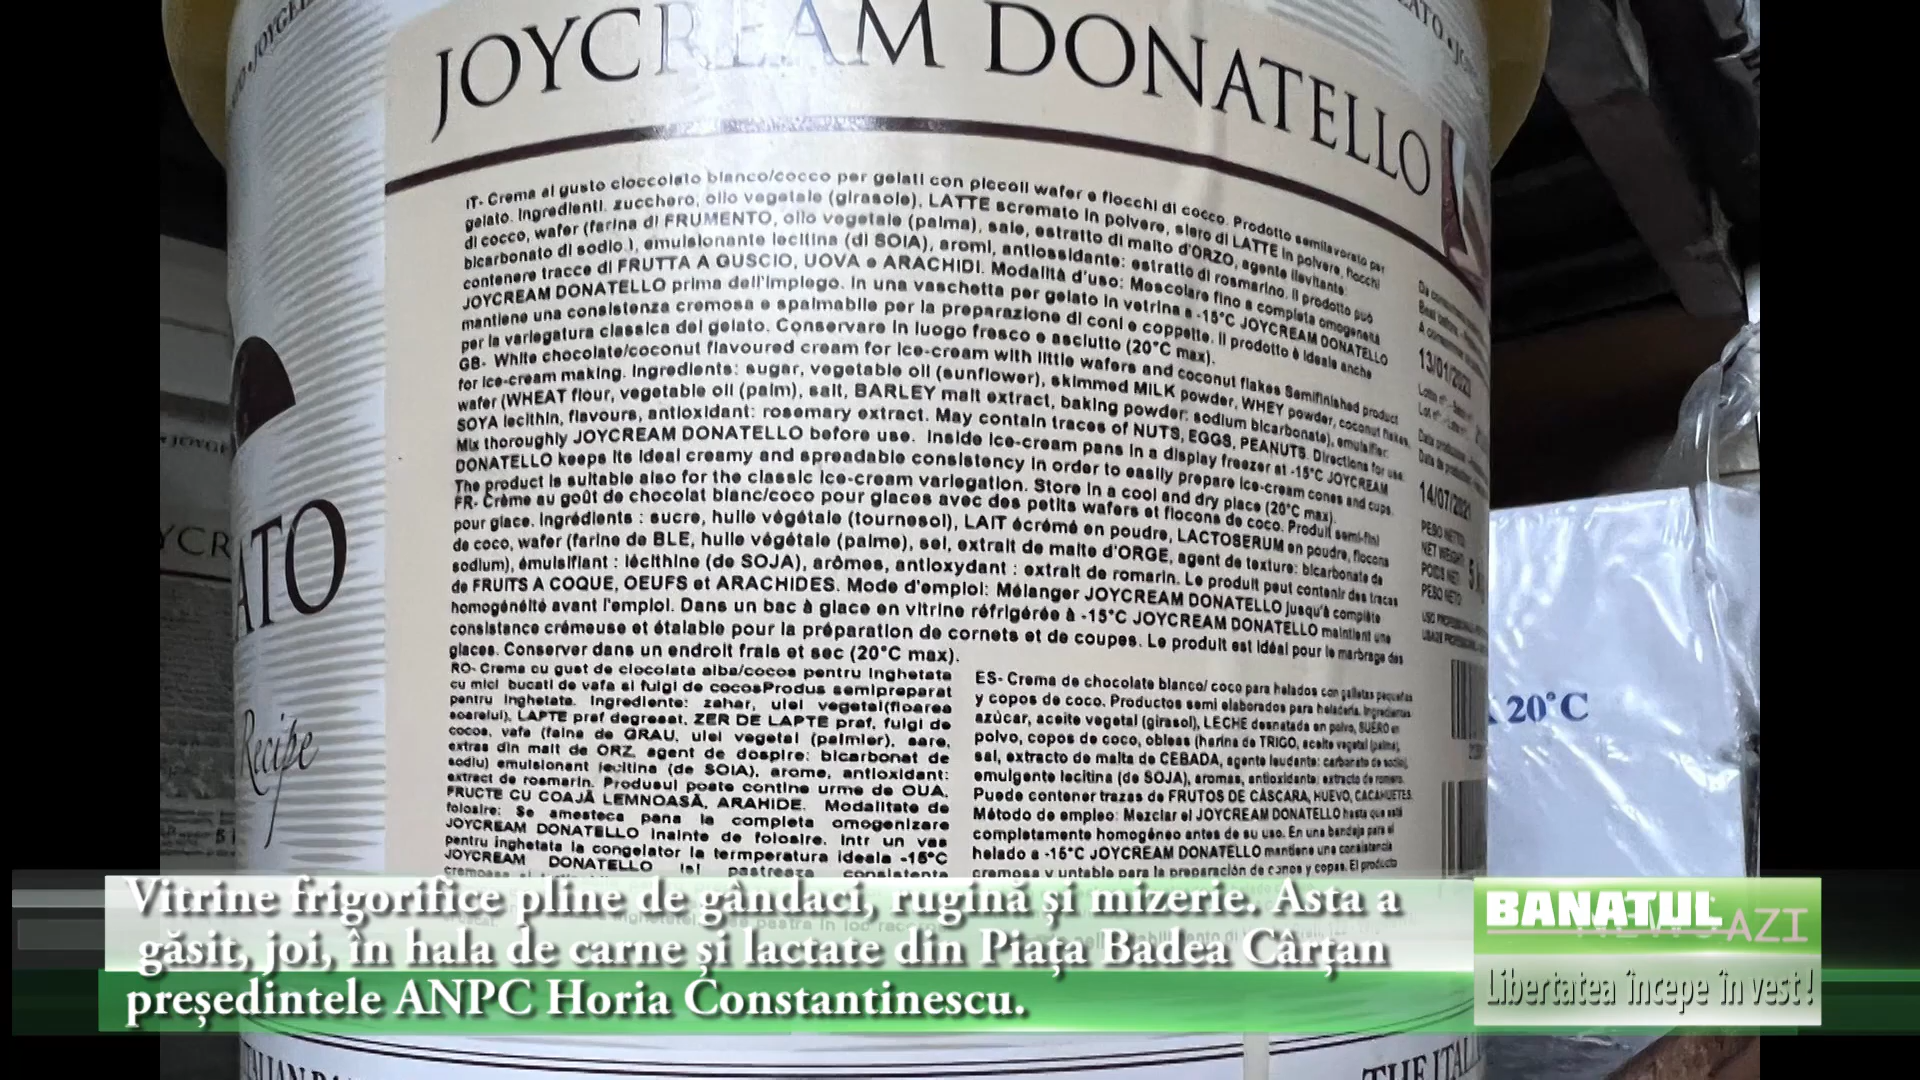 JOYCREAM DONATELLO
IT- Crema al gusto cioccolato bianco/cocco per gelati con piccoli wafer e fiocchi di cocco. Prodotto semilavorato per
gelato. Ingredienti. zucchero, olio vegetale (girasole), LATTE scremato in polvere, siero di LATTE in polvere, fiocchi
di cocco, wafer (farina di FRUMENTO, olio vegetale (palma), sale, estratto di malto d'ORZO, agente lievitante:
bicarbonato di sodio ), emulsionante lecitina (di SOIA), aromi, antiossidante: estratto di rosmarino. Il prodotto può
contenere tracce di FRUTTA A GUSCIO, UOVA e ARACHIDI. Modalità d'uso: Mescolare fino a completa omogeneità
JOYCREAM DONATELLO prima dell'impiego. In una vaschetta per gelato in vetrina a -15°C JOYCREAM DONATELLO
mantiene una consistenza cremosa e spalmabile per la preparazione di coni e coppette. Il prodotto è ideale anche
per la variegatura classica del gelato. Conservare in luogo fresco e asciutto (20°C max).
GB- White chocolate/coconut flavoured cream for ice-cream with little wafers and coconut flakes Semifinished product
for ice-cream making. Ingredients: sugar, vegetable oil (sunflower), skimmed MILK powder, WHEY powder, coconut flakes,
wafer (WHEAT flour, vegetable oil (palm), salt, BARLEY malt extract, baking powder: sodium bicarbonate), emulsifier:
SOYA lecithin, flavours, antioxidant: rosemary extract. May contain traces of NUTS, EGGS, PEANUTS. Directions for use:
Mix thoroughly JOYCREAM DONATELLO before use. Inside ice-cream pans in a display freezer at -15°C JOYCREAM
DONATELLO keeps its ideal creamy and spreadable consistency in order to easily prepare ice-cream cones and cups.
The product is suitable also for the classic ice-cream variegation. Store in a cool and dry place (20°C max).
FR- Crème au goût de chocolat blanc/coco pour glaces avec des petits wafers et flocons de coco. Produit semi-fini
pour glace. Ingrédients : sucre, huile végétale (tournesol), LAIT écrémé en poudre, LACTOSERUM en poudre, flocons
de coco, wafer (farine de BLE, huile végétale (palme), sel, extrait de malte d'ORGE, agent de texture: bicarbonate de
sodium), émulsifiant : lécithine (de SOJA), arômes, antioxydant : extrait de romarin. Le produit peut contenir des traces
de FRUITS A COQUE, OEUFS et ARACHIDES. Mode d'emploi: Mélanger JOYCREAM DONATELLO jusqu'à complète
homogénéité avant l'emploi. Dans un bac à glace en vitrine réfrigérée à -15°C JOYCREAM DONATELLO maintient une
consistance crémeuse et étalable pour la préparation de cornets et de coupes. Le produit est idéal pour le marbrage des
glaces. Conserver dans un endroit frais et sec (20°C max).
RO- Crema cu gust de ciocolata alba/cocos pentru inghetata
cu mici bucati de vafa si fulgi de cocosProdus semipreparat
pentru inghetata. Ingrediente: zahar, ulei vegetal(floarea
soarelui), LAPTE praf degresat, ZER DE LAPTE praf, fulgi de
cocos, vafa (faina de GRAU, ulei vegetal (palmier), sare,
extras din malt de ORZ, agent de dospire: bicarbonat de
sodiu) emulsionant lecitina (de SOIA), arome, antioxidant:
extract de rosmarin. Produsul poate contine urme de OUA,
FRUCTE CU COAJĂ LEMNOASĂ, ARAHIDE. Modalitate de
folosire: Se amesteca pana la completa omogenizare
JOYCREAM DONATELLO inainte de folosire. Intr un vas
pentru inghetata la congelator la termperatura ideala -15°C
JOYCREAM DONATELLO isi pastreaza consistenta
ES- Crema de chocolate blanco/ coco para helados con galletas pequeñas
y copos de coco. Productos semi elaborados para heladería. Ingredientes
azúcar, aceite vegetal (girasol), LECHE desnatada en polvo, SUERO en
polvo, copos de coco, obleas (harina de TRIGO, aceite vegetal (palma),
sal, extracto de malta de CEBADA, agente leudante: carbonato de sodio),
emulgente lecitina (de SOJA), aromas, antioxidante: extracto de romero.
Puede contener trazas de FRUTOS DE CÁSCARA, HUEVO, CACAHUETES.
Método de empleo: Mezclar el JOYCREAM DONATELLO hasta que esté
completamente homogéneo antes de su uso. En una bandeja para el
helado a -15°C JOYCREAM DONATELLO mantiene una consistencia
cremosa y untable para la preparación de conos y copas. El producto
14/07/2021
PESO NETTO
NET WEIGHT
POIDS NET
PESO NETO
5
ATO
Recipe
20°C
Vitrine frigorifice pline de gândaci, rugină și mizerie. Asta a
găsit, joi, în hala de carne și lactate din Piața Badea Cârțan
președintele ANPC Horia Constantinescu.
BANATUL
AZI
Libertatea începe în vest!
THE ITAL